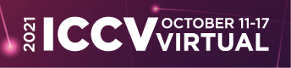 2021
ICCV
OCTOBER 11-17
VIRTUAL